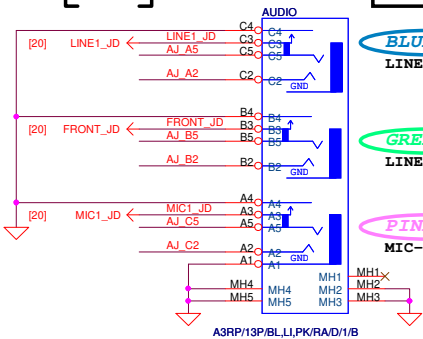 AUDIO
C4 C4
[20] LINE1_JD LINE1_JD C3 C3
AJ_A5 C5 C5
BLU
LINE
AJ_A2 C2 C2
GND
B4 B4
[20] FRONT_JD FRONT_JD B3 B3
AJ_B5 B5 B5
GRE
LINE
AJ_B2 B2 B2
GND
A4 A4
[20] MIC1_JD MIC1_JD A3 A3
AJ_C5 A5 A5
PIN
MIC-
AJ_C2 A2 A2
GND
A1 A1
MH1 MH1
MH4 MH4 MH2 MH2
MH5 MH5 MH3 MH3
A3RP/13P/BL,LI,PK/RA/D/1/B